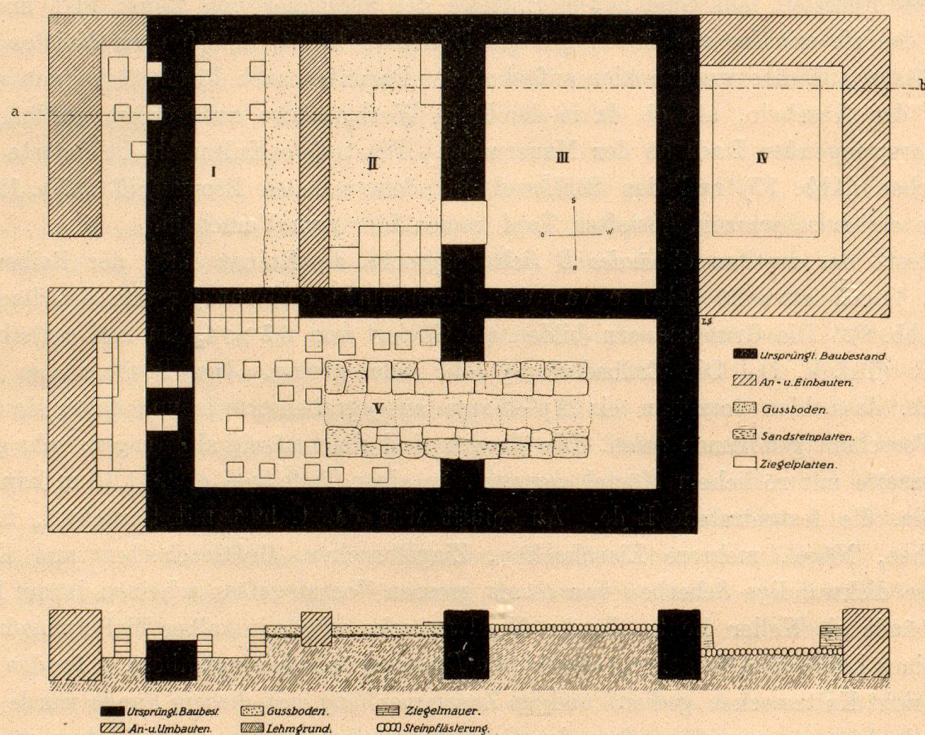 a
b
I
II
III
IV
S
O
W
V
Ursprüngl. Baubestand.
An- u. Einbauten.
Gussboden.
Sandsteinplatten.
Ziegelplatten.
Ursprüngl. Baubest.
Gussboden.
Ziegelmauer.
An- u. Umbauten.
Lehmgrund.
Steinpflästerung.